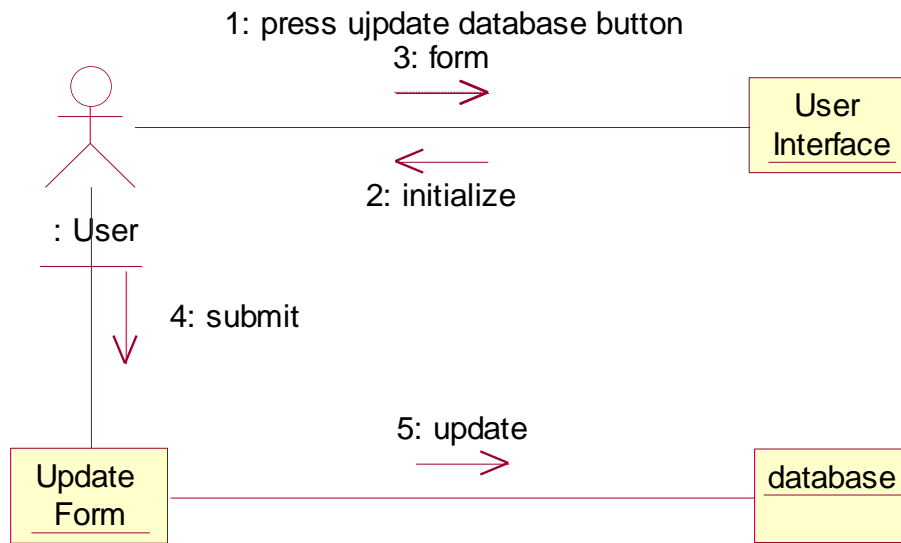 1: press ujpdate database button
3: form
User
Interface
2: initialize
: User
4: submit
5: update
Update
Form
database